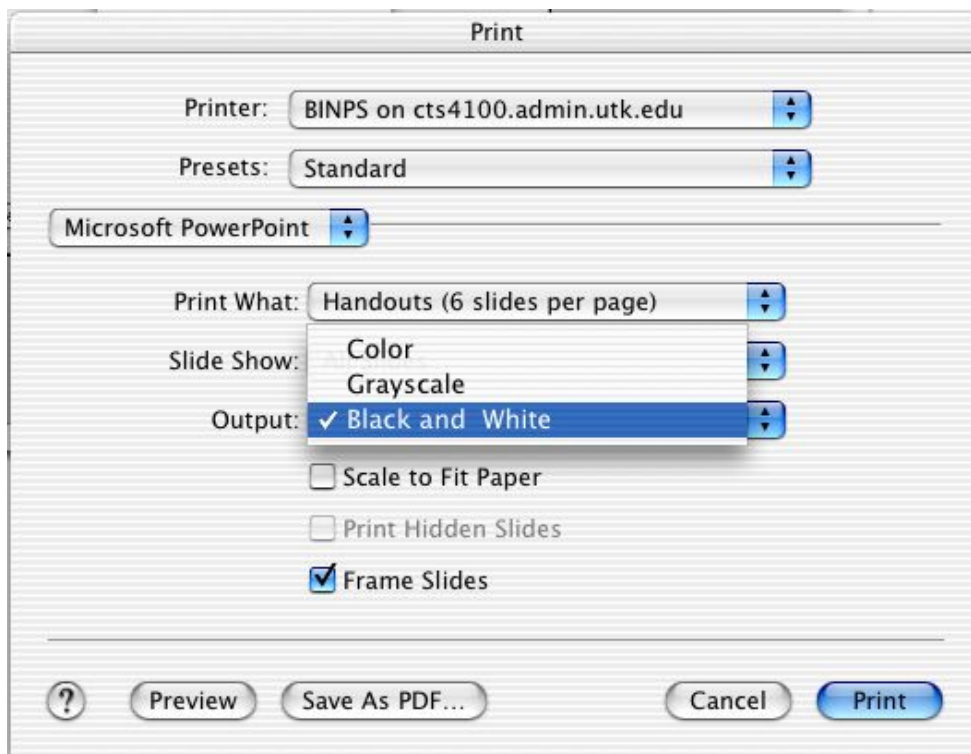 Print
Printer: BINPS on cts4100.admin.utk.edu
Presets: Standard
Microsoft PowerPoint
Print What: Handouts (6 slides per page)
Color
Slide Show:
Grayscale
Output: ✓ Black and White
Scale to Fit Paper
Print Hidden Slides
Frame Slides
? Preview Save As PDF... Cancel Print